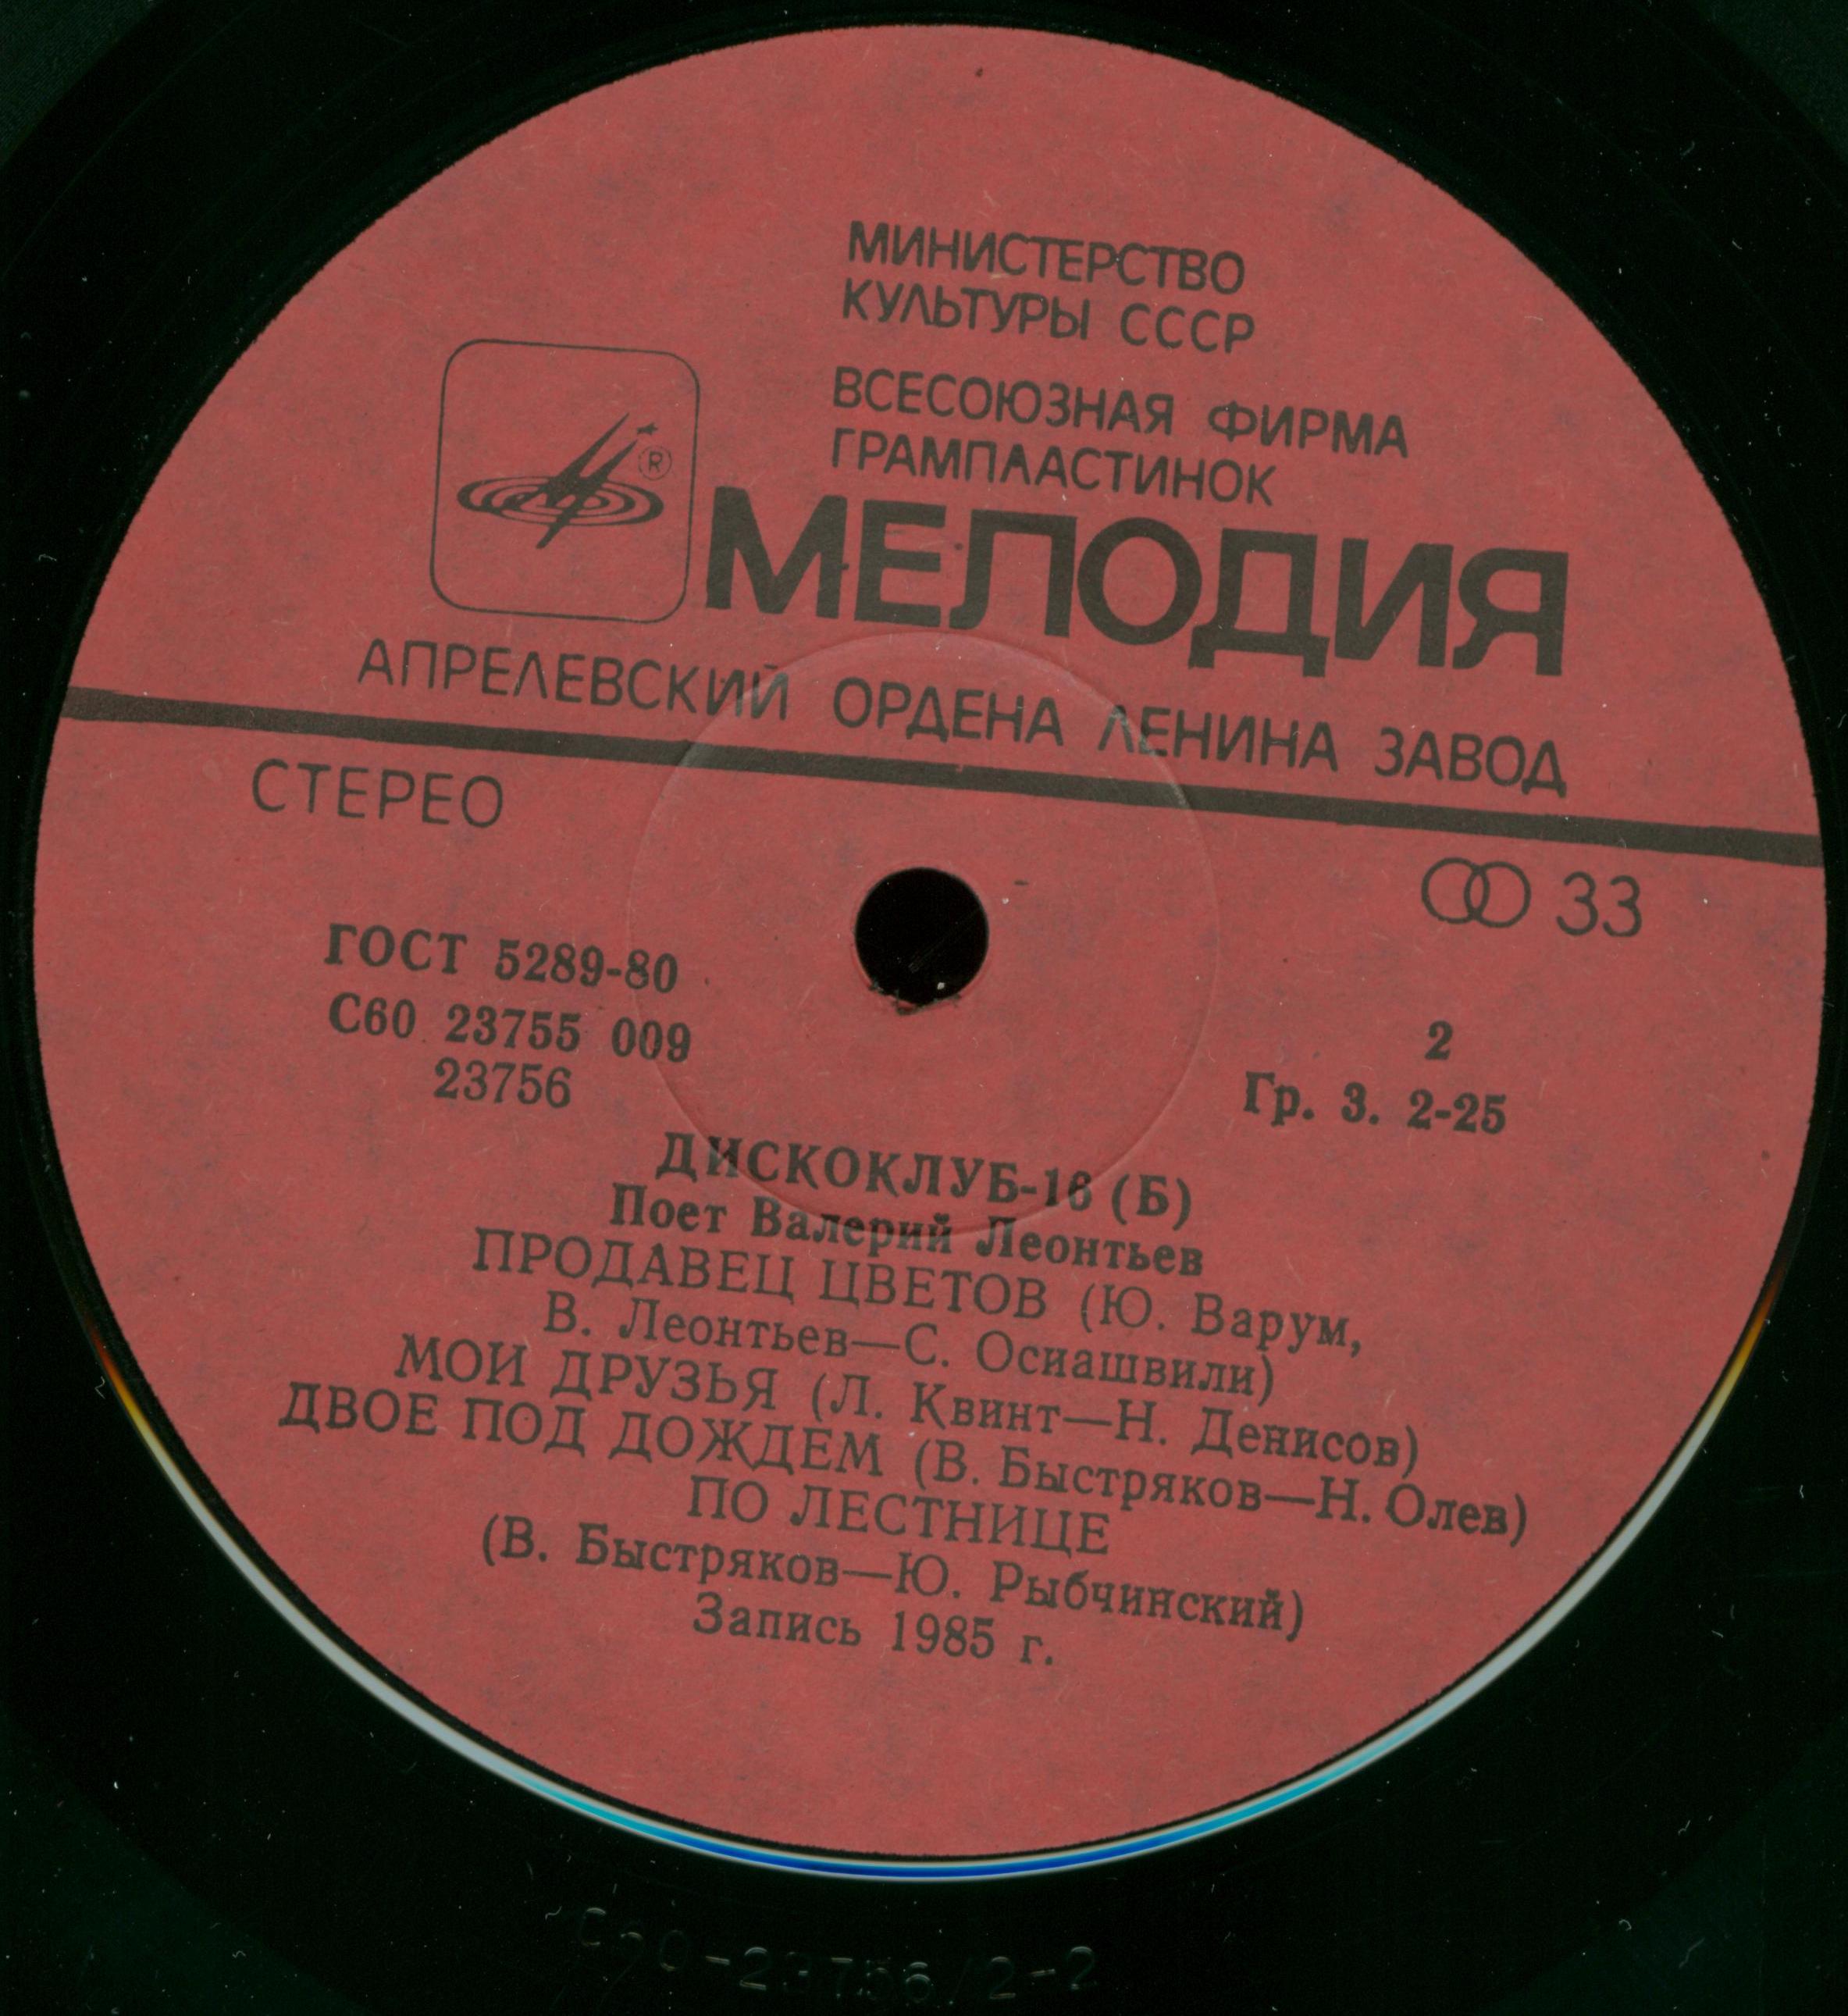 МИНИСТЕРСТВО
КУЛЬТУРЫ СССР
ВСЕСОЮЗНАЯ ФИРМА
ГРАМПЛАСТИНОК
®
МЕЛОДИЯ
АПРЕЛЕВСКИЙ ОРДЕНА ЛЕНИНА ЗАВОД
СТЕРЕО
33
ГОСТ 5289-80
С60 23755 009
23756
2
Гр. 3. 2-25
ДИСКОКЛУБ-16 (Б)
Поет Валерий Леонтьев
ПРОДАВЕЦ ЦВЕТОВ (Ю. Варум,
В. Леонтьев—С. Осиашвили)
МОИ ДРУЗЬЯ (Л. Квинт—Н. Денисов)
ДВОЕ ПОД ДОЖДЕМ (В. Быстряков—Н. Олев)
ПО ЛЕСТНИЦЕ
(В. Быстряков—Ю. Рыбчинский)
Запись 1985 г.